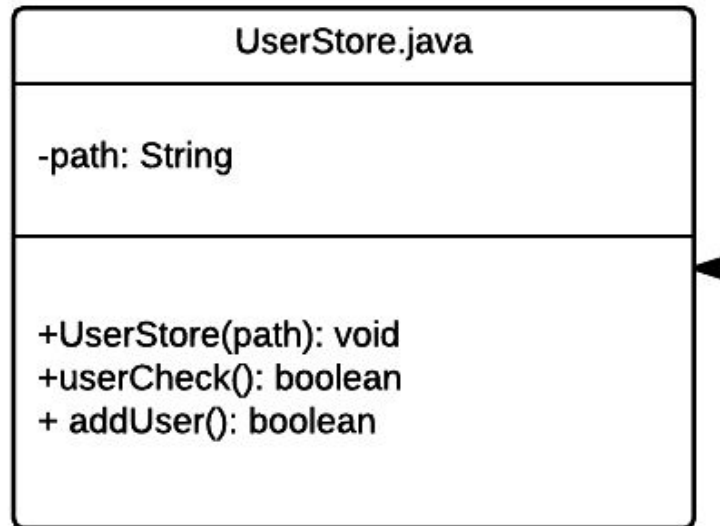 UserStore.java
-path: String
+UserStore(path): void
+userCheck(): boolean
+ addUser(): boolean